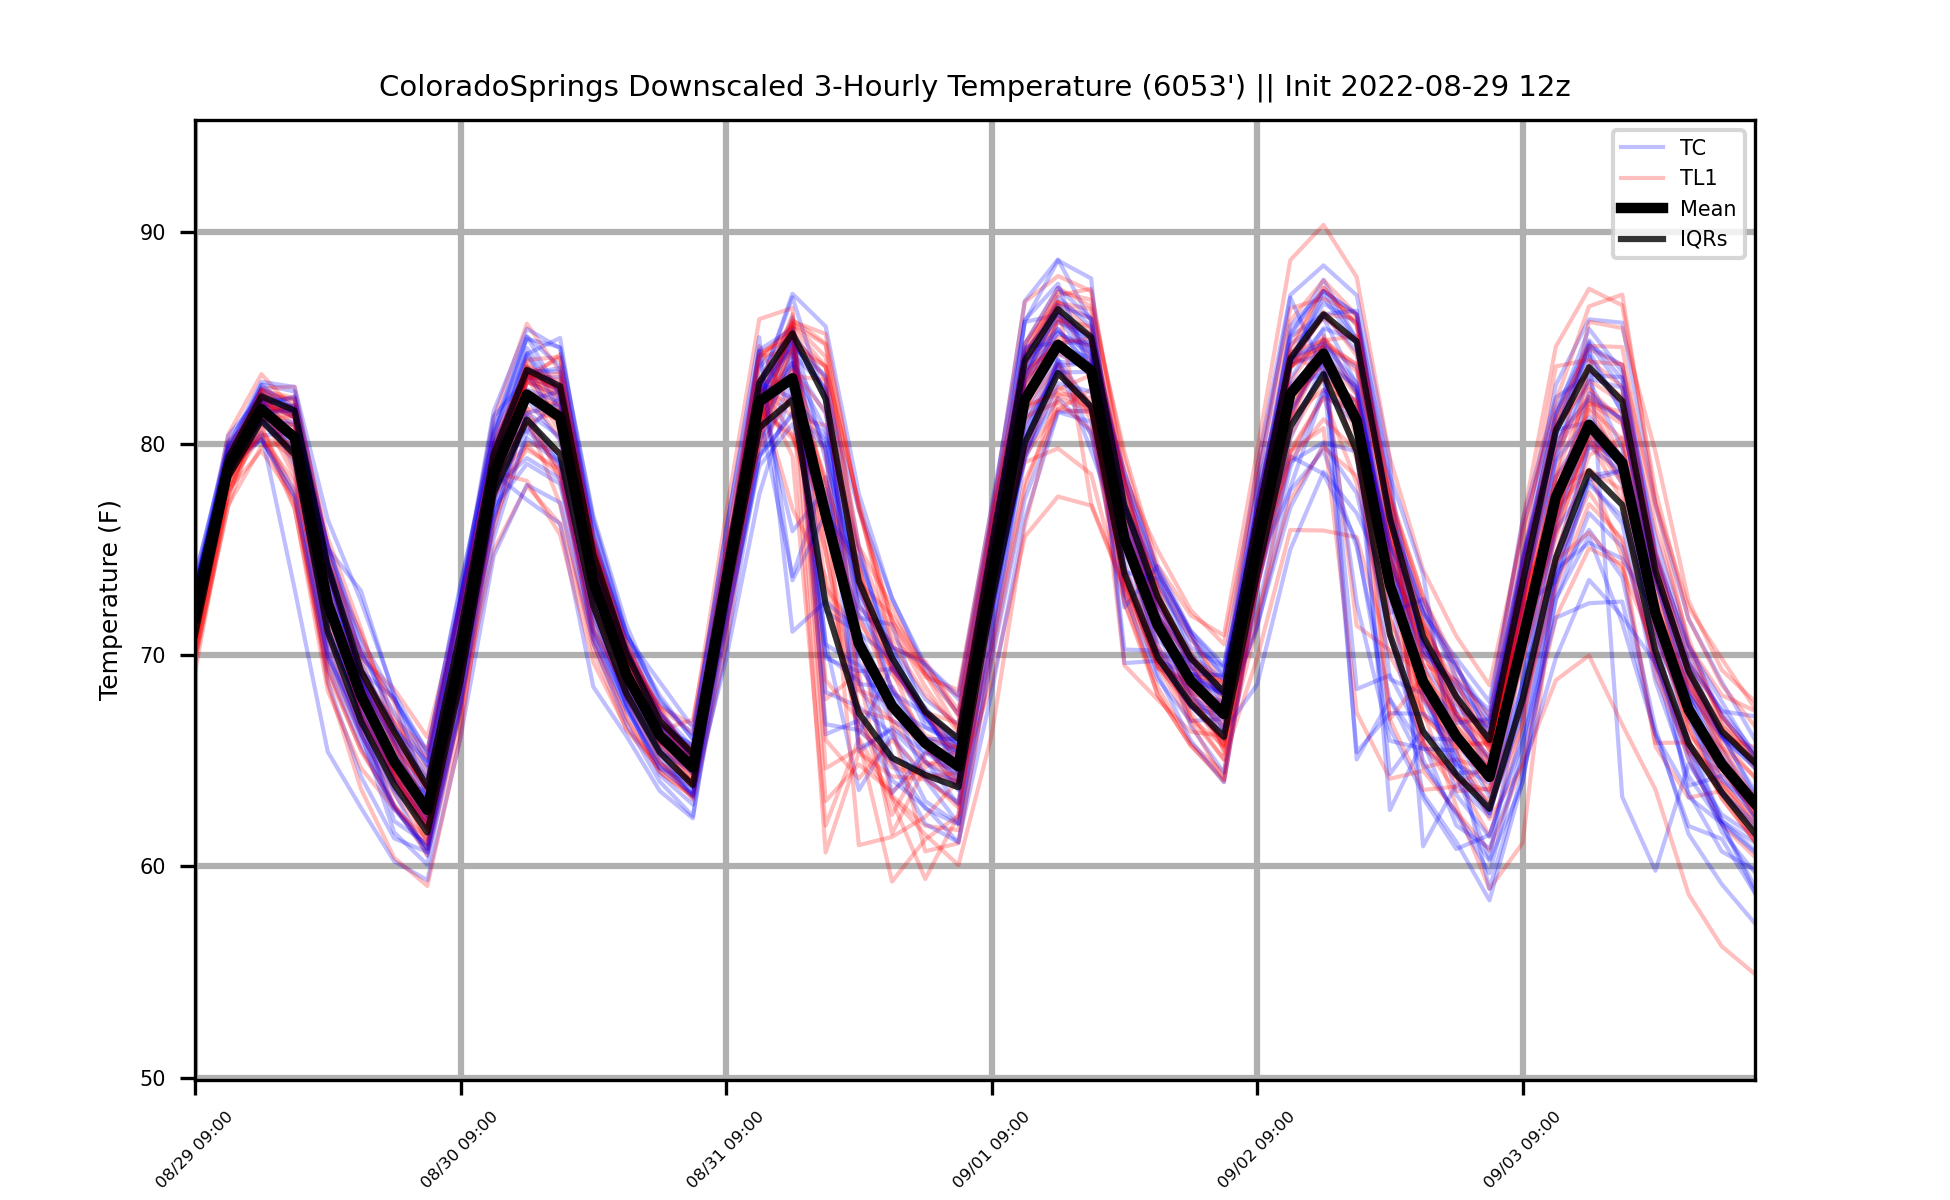 ColoradoSprings Downscaled 3-Hourly Temperature (6053') || Init 2022-08-29 12z
TC
TL1
Mean
IQRs
Temperature (F)
90
80
70
60
50
08/29 09:00
08/30 09:00
08/31 09:00
09/01 09:00
09/02 09:00
09/03 09:00